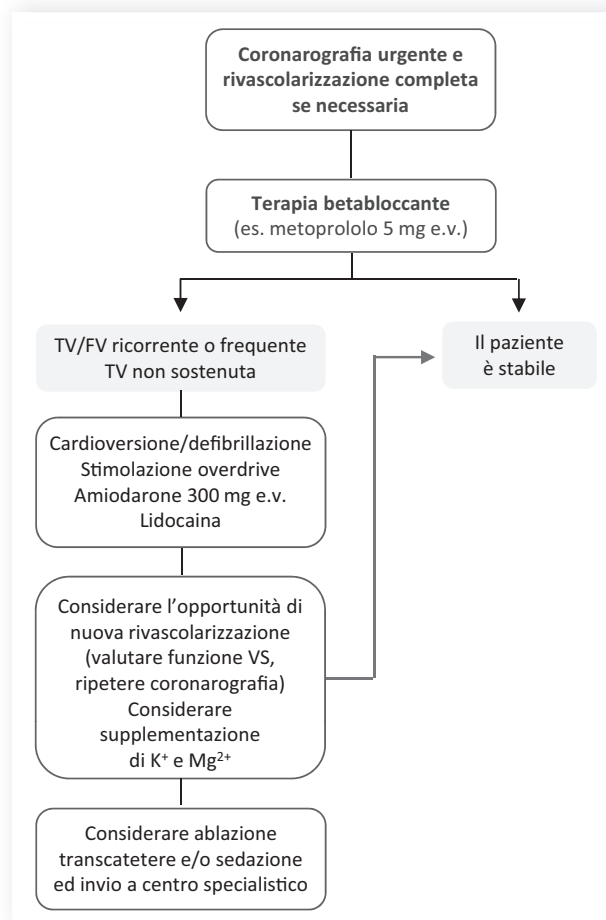 Coronarografia urgente e
rivascolarizzazione completa
se necessaria
Terapia betabloccante
(es. metoprololo 5 mg e.v.)
TV/FV ricorrente o frequente
TV non sostenuta
Il paziente
è stabile
Cardioversione/defibrillazione
Stimolazione overdrive
Amiodarone 300 mg e.v.
Lidocaina
Considerare l’opportunità di
nuova rivascolarizzazione
(valutare funzione VS,
ripetere coronarografia)
Considerare
supplementazione
di K⁺ e Mg²⁺
Considerare ablazione
transcatetere e/o sedazione
ed invio a centro specialistico